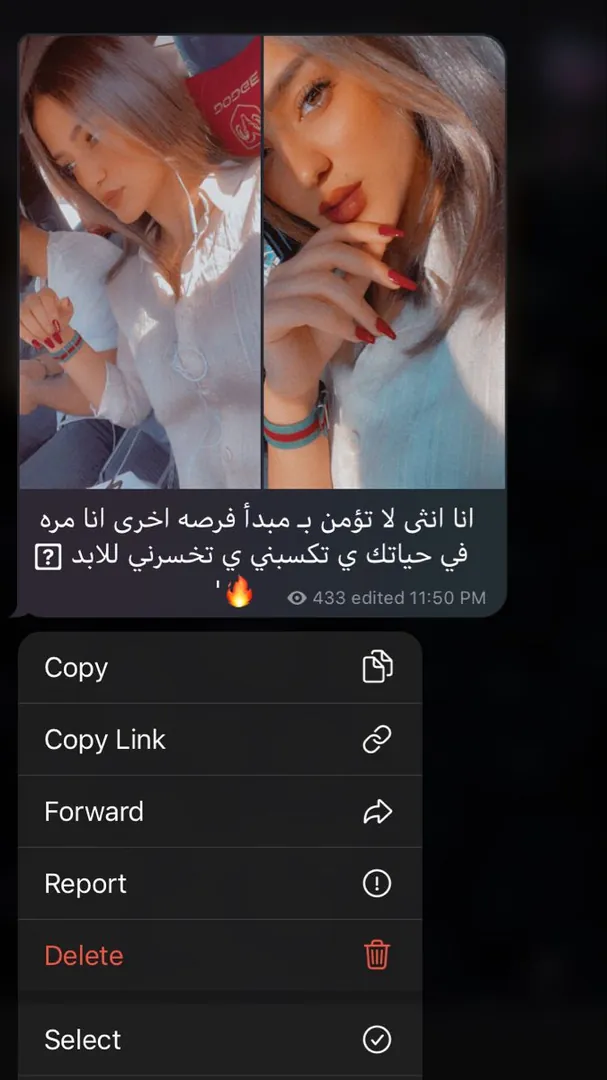 DODGE
انا انثى لا تؤمن بـ مبدأ فرصه اخرى انا مره
في حياتك ي تكسبني ي تخسرني للابد ?
🔥'
433 edited 11:50 PM
Copy
Copy Link
Forward
Report
Delete
Select